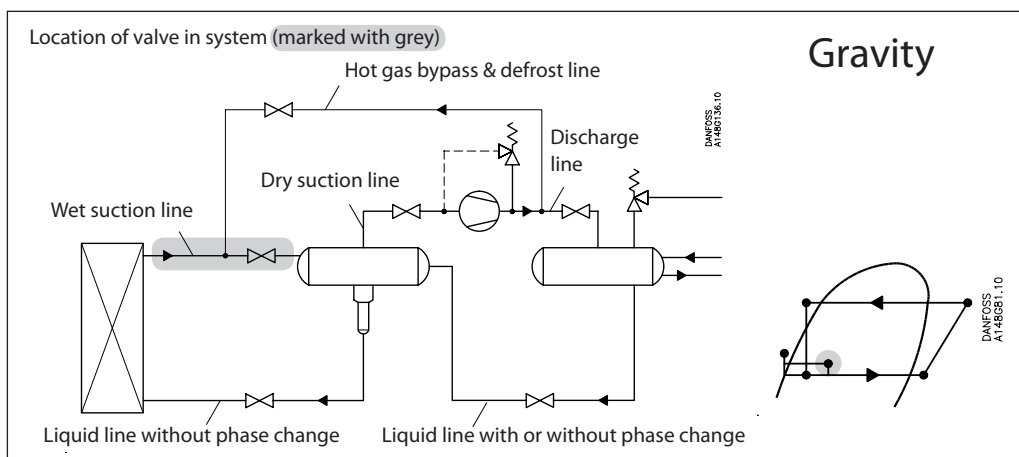 Location of valve in system (marked with grey)
Gravity
Hot gas bypass & defrost line
DANFOSS
A148G136.10
Discharge
line
Dry suction line
Wet suction line
DANFOSS
A148G81.10
Liquid line without phase change
Liquid line with or without phase change